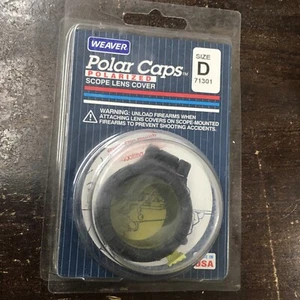 WEAVER
Polar Caps™
POLARIZED
SCOPE LENS COVER
SIZE
D
71301
WARNING: UNLOAD FIREARMS WHEN
ATTACHING LENS COVERS ON SCOPE-MOUNTED
FIREARMS TO PREVENT SHOOTING ACCIDENTS.
USA